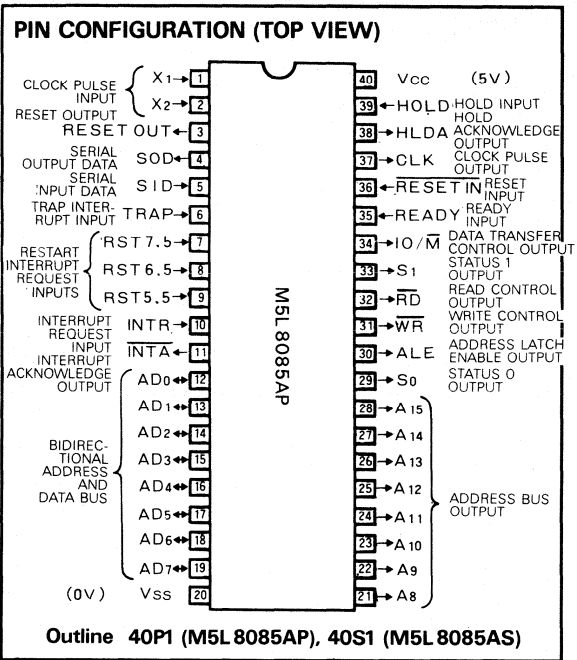 PIN CONFIGURATION (TOP VIEW)
CLOCK PULSE
INPUT
X1
1
X2
2
RESET OUTPUT
RESET OUT
3
SERIAL
OUTPUT DATA
SOD
4
SERIAL
INPUT DATA
SID
5
TRAP INTER-
RUPT INPUT
TRAP
6
RESTART
INTERRUPT
REQUEST
INPUTS
RST7.5
7
RST6.5
8
RST5.5
9
INTERRUPT
REQUEST
INPUT
INTR
10
INTERRUPT
ACKNOWLEDGE
OUTPUT
INTA
11
BIDIREC-
TIONAL
ADDRESS
AND
DATA BUS
AD0
12
AD1
13
AD2
14
AD3
15
AD4
16
AD5
17
AD6
18
AD7
19
(0V) VSS
20
M5L8085AP
40
VCC (5V)
39
HOLD
HOLD INPUT
38
HLDA
HOLD
ACKNOWLEDGE
OUTPUT
37
CLK
CLOCK PULSE
OUTPUT
36
RESET IN
RESET
INPUT
35
READY
READY
INPUT
34
IO/M
DATA TRANSFER
CONTROL OUTPUT
33
S1
STATUS 1
OUTPUT
32
RD
READ CONTROL
OUTPUT
31
WR
WRITE CONTROL
OUTPUT
30
ALE
ADDRESS LATCH
ENABLE OUTPUT
29
S0
STATUS 0
OUTPUT
28
A15
27
A14
26
A13
25
A12
24
A11
23
A10
22
A9
21
A8
ADDRESS BUS
OUTPUT
Outline 40P1 (M5L8085AP), 40S1 (M5L8085AS)